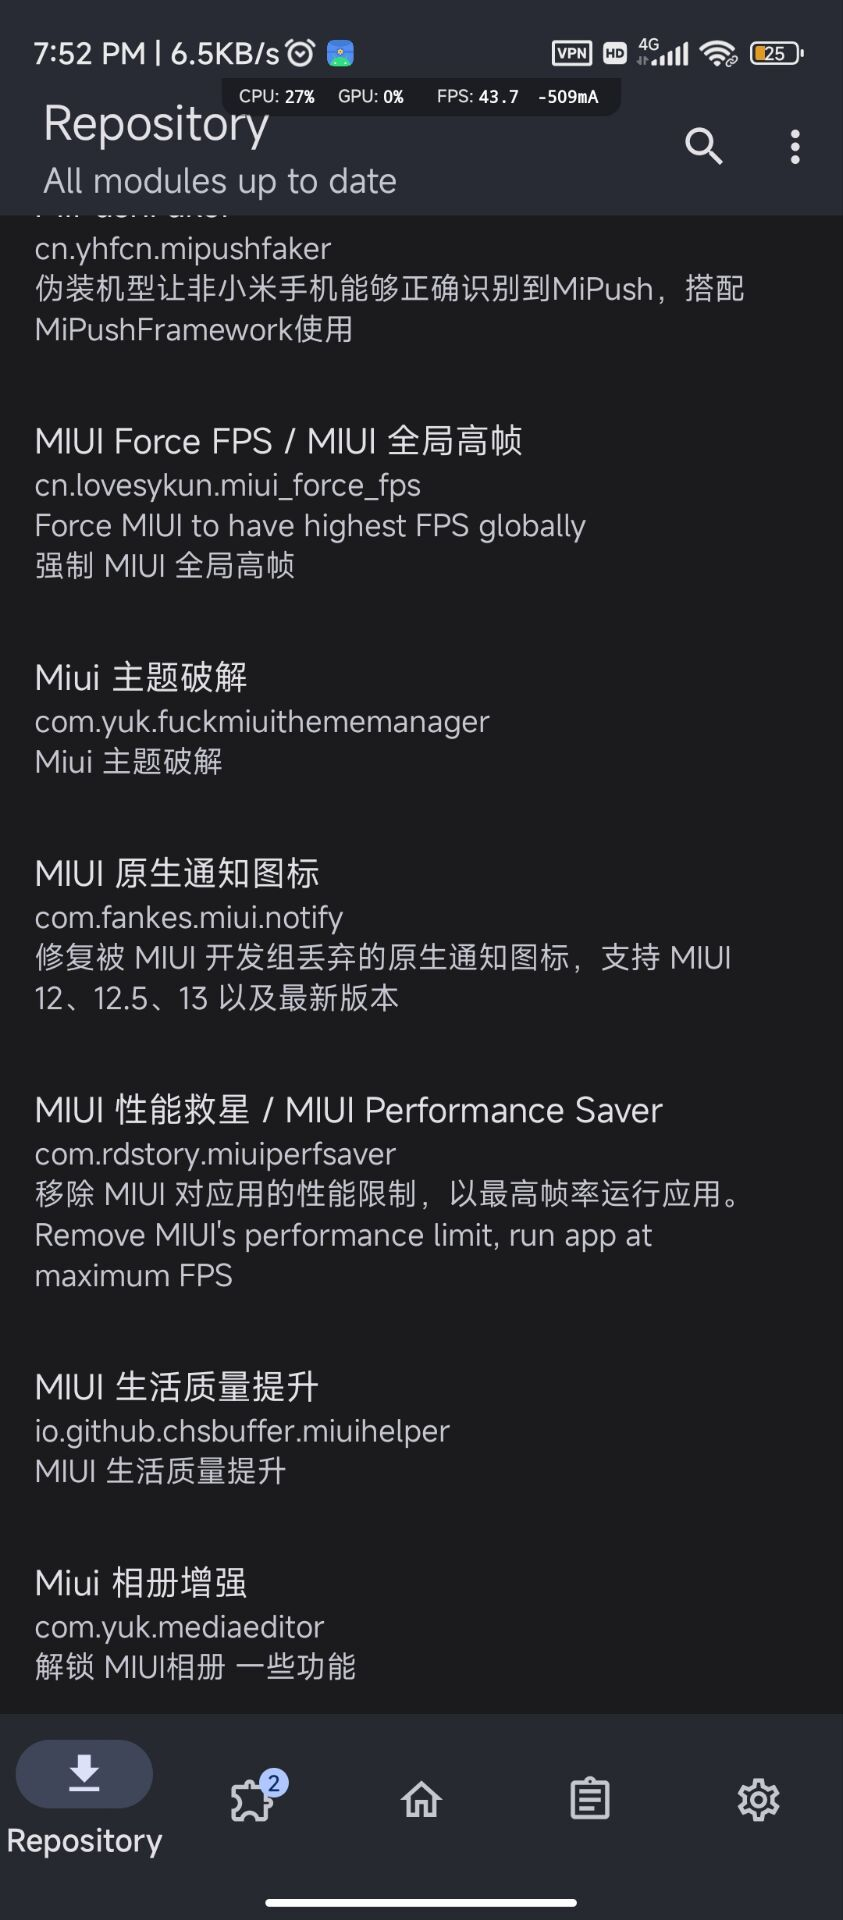 7:52 PM | 6.5KB/s
VPN HD 4G 25
CPU: 27% GPU: 0% FPS: 43.7 -509mA
Repository
All modules up to date
cn.yhfcn.mipushfaker
伪装机型让非小米手机能够正确识别到MiPush，搭配
MiPushFramework使用
MIUI Force FPS / MIUI 全局高帧
cn.lovesykun.miui_force_fps
Force MIUI to have highest FPS globally
强制 MIUI 全局高帧
Miui 主题破解
com.yuk.fuckmiuithememanager
Miui 主题破解
MIUI 原生通知图标
com.fankes.miui.notify
修复被 MIUI 开发组丢弃的原生通知图标，支持 MIUI
12、12.5、13 以及最新版本
MIUI 性能救星 / MIUI Performance Saver
com.rdstory.miuiperfsaver
移除 MIUI 对应用的性能限制，以最高帧率运行应用。
Remove MIUI's performance limit, run app at
maximum FPS
MIUI 生活质量提升
io.github.chsbuffer.miuihelper
MIUI 生活质量提升
Miui 相册增强
com.yuk.mediaeditor
解锁 MIUI相册 一些功能
2
Repository